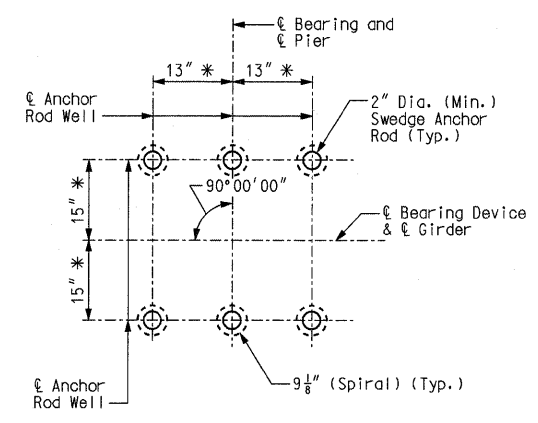 ℄ Bearing and
℄ Pier
13" * 13" *
℄ Anchor
Rod Well
2" Dia. (Min.)
Swedge Anchor
Rod (Typ.)
15" *
90°00'00"
℄ Bearing Device
& ℄ Girder
15" *
℄ Anchor
Rod Well
9⅛" (Spiral) (Typ.)